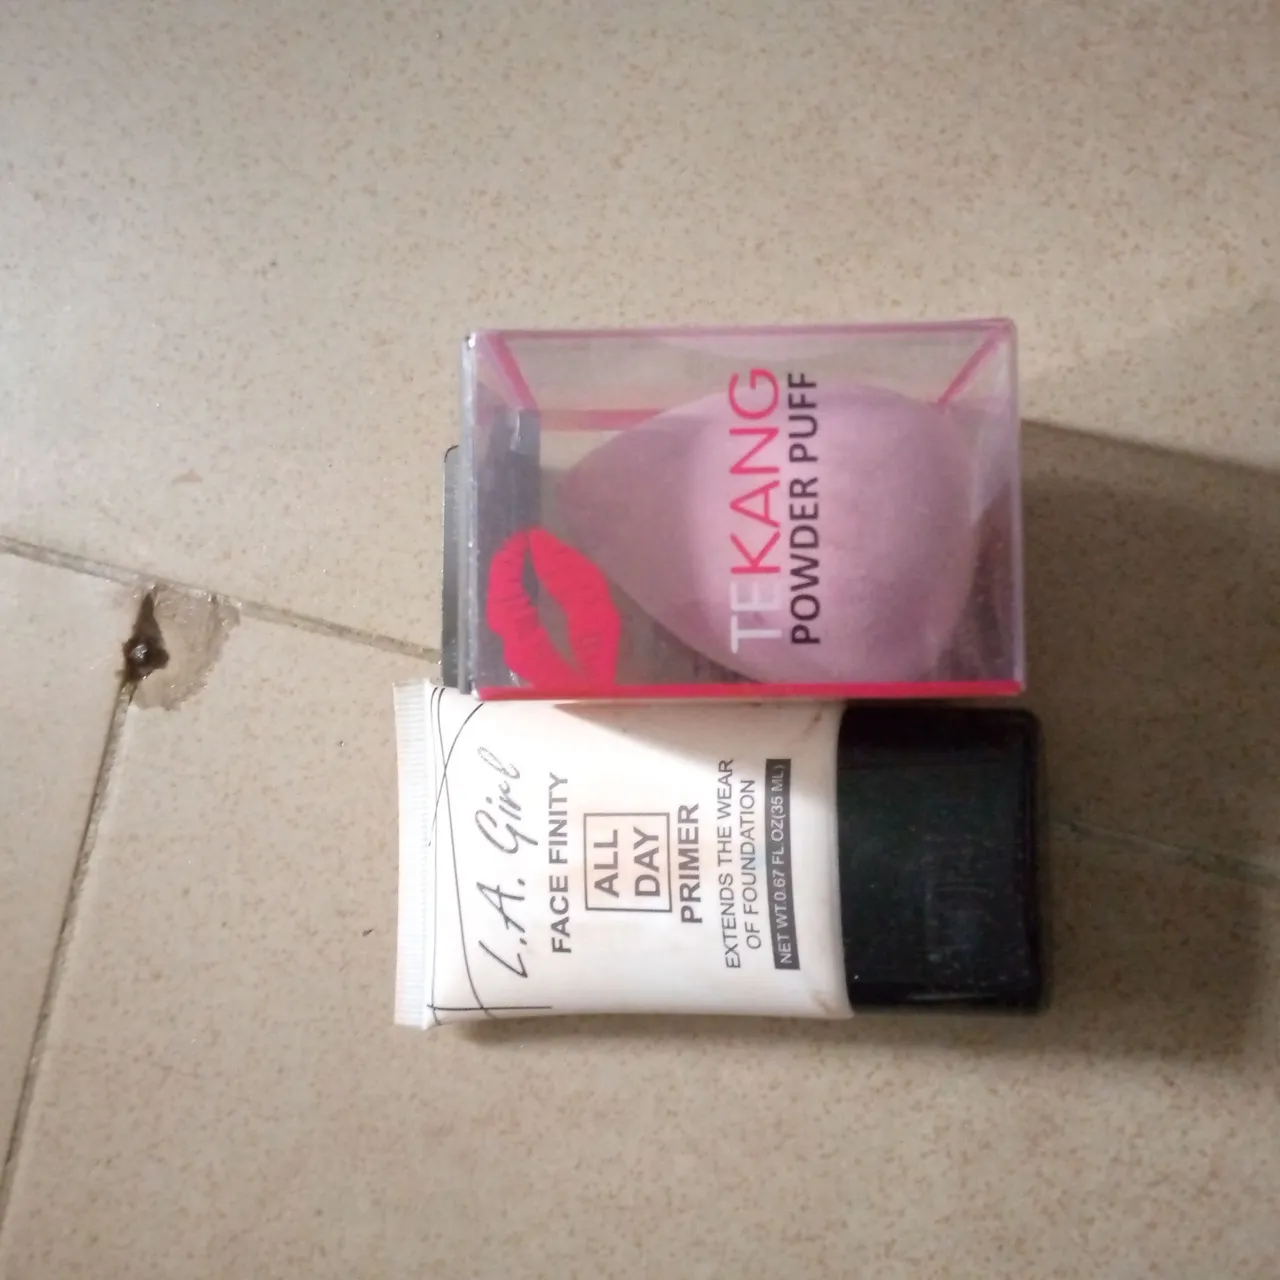 TEKANG
POWDER PUFF
L.A. Girl
FACE FINITY
ALL
DAY
PRIMER
EXTENDS THE WEAR
OF FOUNDATION
NET WT.0.67 FL.OZ(35 ML)